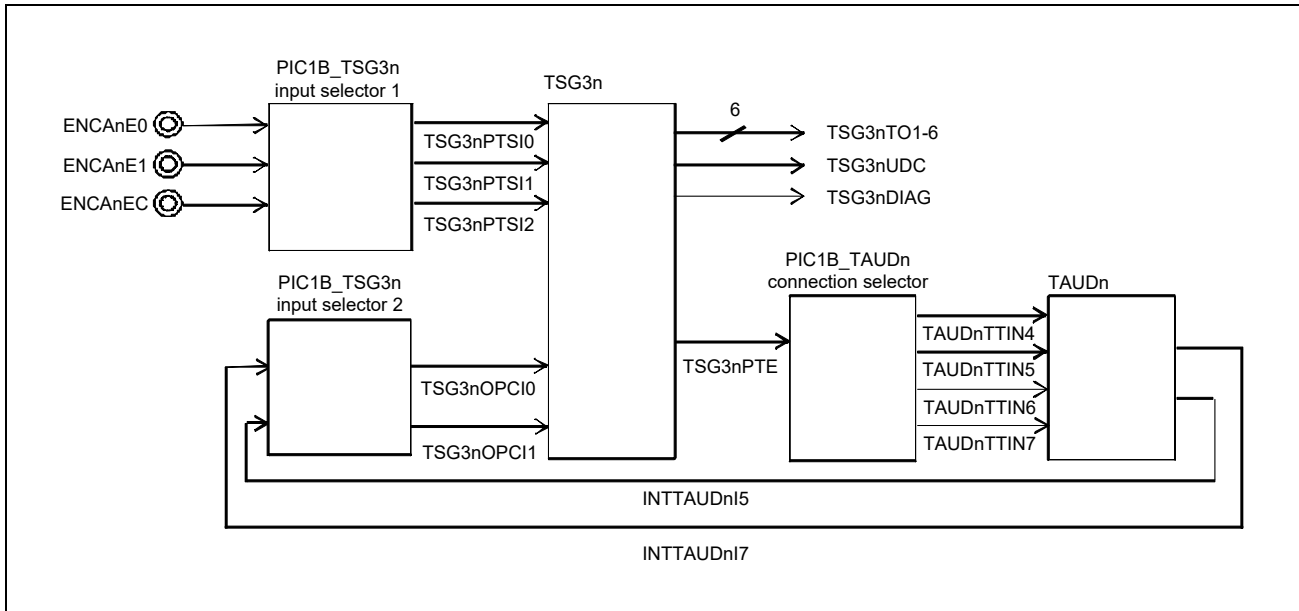 PIC1B_TSG3n
input selector 1
TSG3n
ENCAnE0
ENCAnE1
ENCAnEC
TSG3nPTSI0
TSG3nPTSI1
TSG3nPTSI2
6
TSG3nTO1-6
TSG3nUDC
TSG3nDIAG
PIC1B_TSG3n
input selector 2
TSG3nOPCI0
TSG3nOPCI1
TSG3nPTE
PIC1B_TAUDn
connection selector
TAUDn
TAUDnTTIN4
TAUDnTTIN5
TAUDnTTIN6
TAUDnTTIN7
INTTAUDnI5
INTTAUDnI7